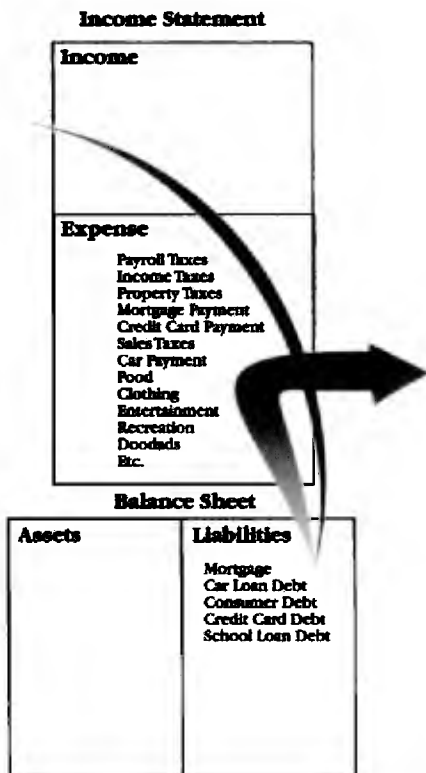 Income Statement
Income
Expense
Payroll Taxes
Income Taxes
Property Taxes
Mortgage Payment
Credit Card Payment
Sales Taxes
Car Payment
Food
Clothing
Entertainment
Recreation
Doodads
Etc.
Balance Sheet
Assets
Liabilities
Mortgage
Car Loan Debt
Consumer Debt
Credit Card Debt
School Loan Debt